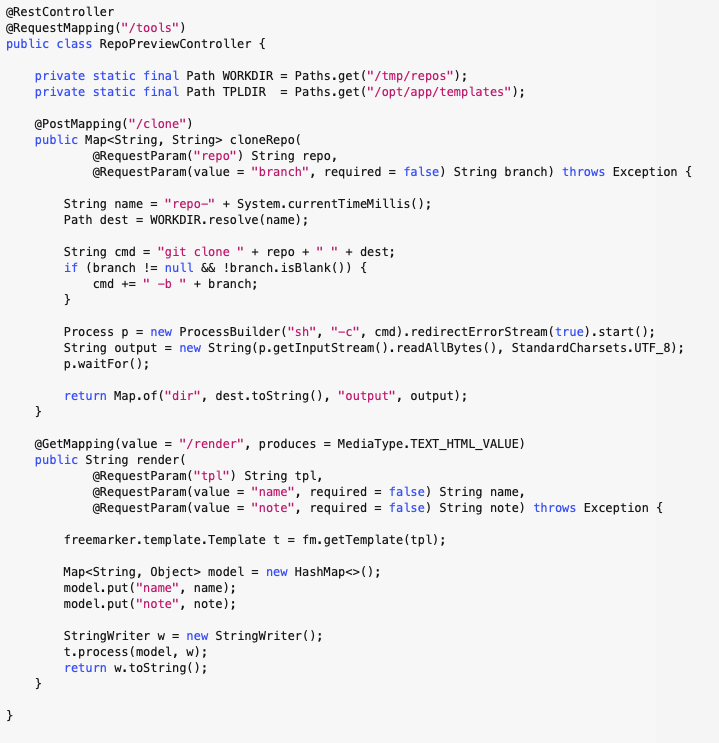 @RestController
@RequestMapping("/tools")
public class RepoPreviewController {

    private static final Path WORKDIR = Paths.get("/tmp/repos");
    private static final Path TPLDIR  = Paths.get("/opt/app/templates");

    @PostMapping("/clone")
    public Map<String, String> cloneRepo(
            @RequestParam("repo") String repo,
            @RequestParam(value = "branch", required = false) String branch) throws Exception {

        String name = "repo-" + System.currentTimeMillis();
        Path dest = WORKDIR.resolve(name);

        String cmd = "git clone " + repo + " " + dest;
        if (branch != null && !branch.isBlank()) {
            cmd += " -b " + branch;
        }

        Process p = new ProcessBuilder("sh", "-c", cmd).redirectErrorStream(true).start();
        String output = new String(p.getInputStream().readAllBytes(), StandardCharsets.UTF_8);
        p.waitFor();

        return Map.of("dir", dest.toString(), "output", output);
    }

    @GetMapping(value = "/render", produces = MediaType.TEXT_HTML_VALUE)
    public String render(
            @RequestParam("tpl") String tpl,
            @RequestParam(value = "name", required = false) String name,
            @RequestParam(value = "note", required = false) String note) throws Exception {

        freemarker.template.Template t = fm.getTemplate(tpl);

        Map<String, Object> model = new HashMap<>();
        model.put("name", name);
        model.put("note", note);

        StringWriter w = new StringWriter();
        t.process(model, w);
        return w.toString();
    }

}